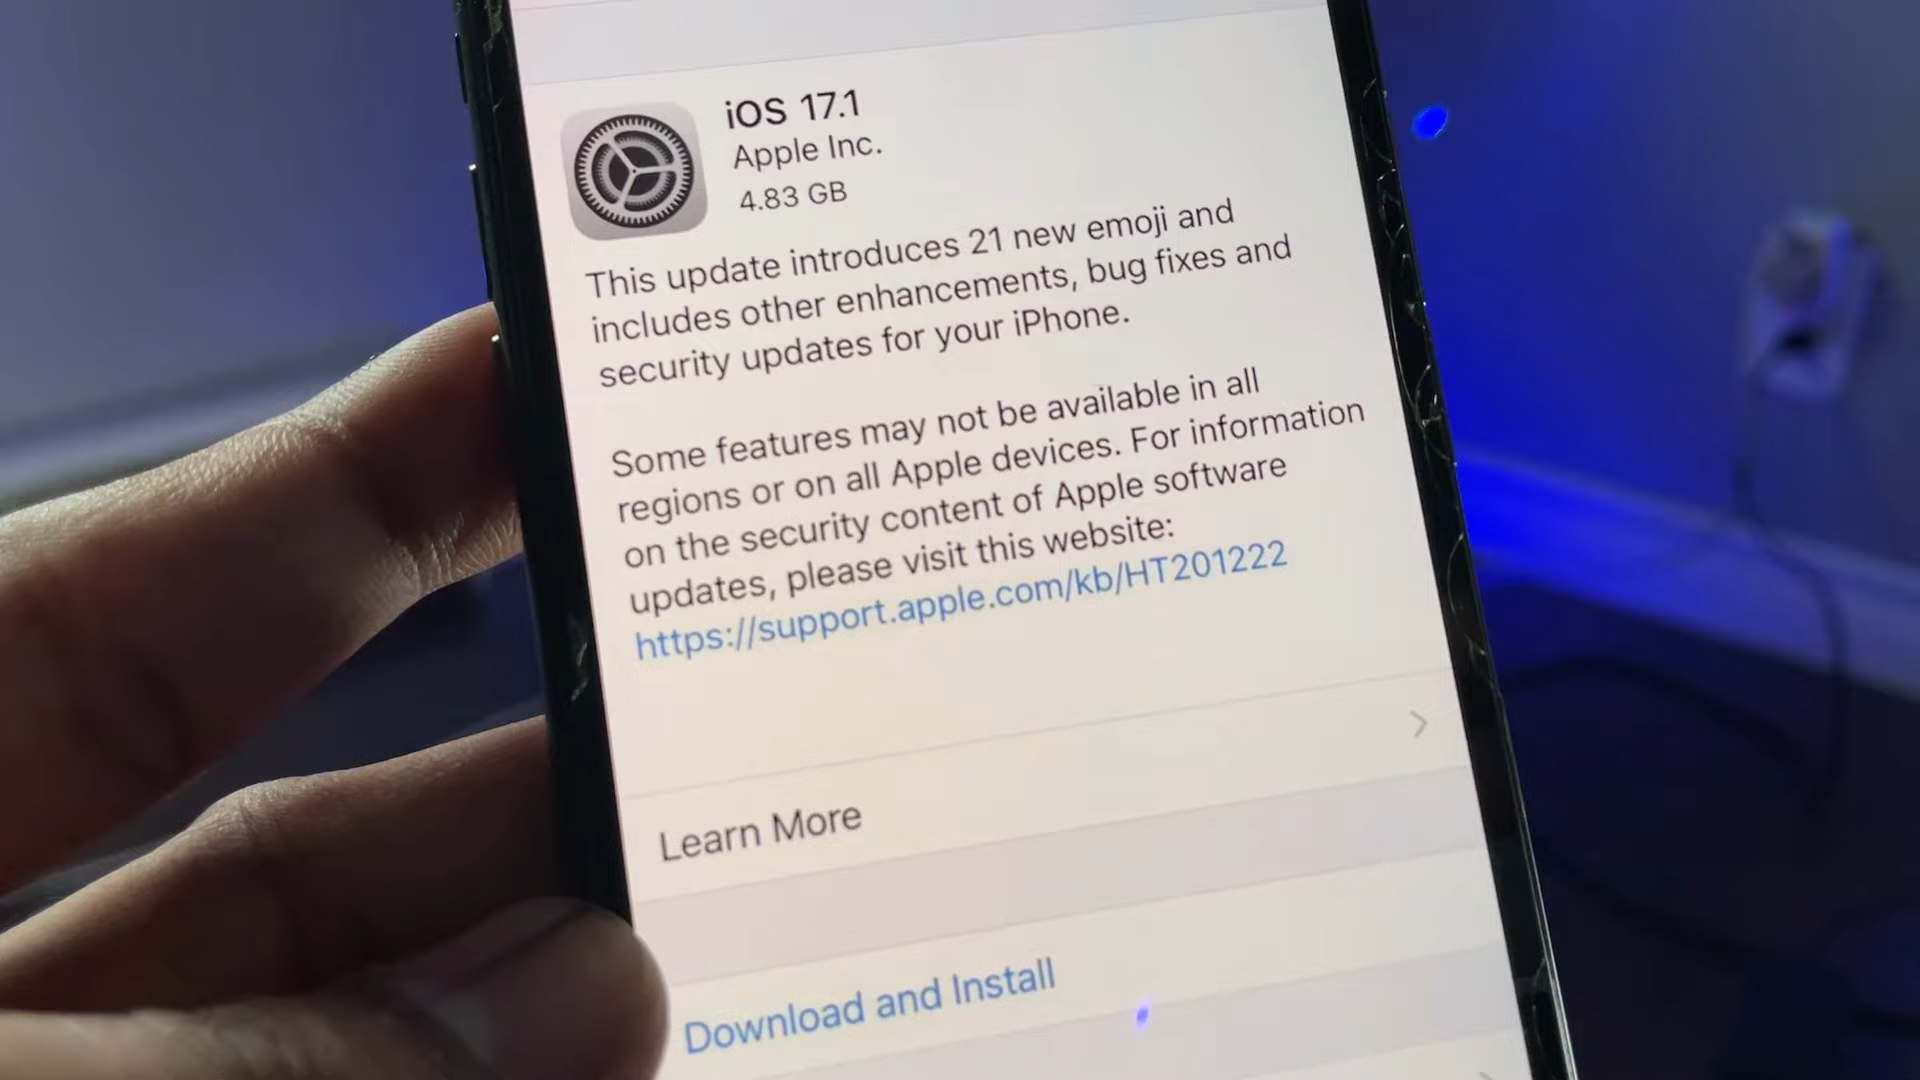 iOS 17.1
Apple Inc.
4.83 GB
This update introduces 21 new emoji and
includes other enhancements, bug fixes and
security updates for your iPhone.
Some features may not be available in all
regions or on all Apple devices. For information
on the security content of Apple software
updates, please visit this website:
https://support.apple.com/kb/HT201222
Learn More
Download and Install